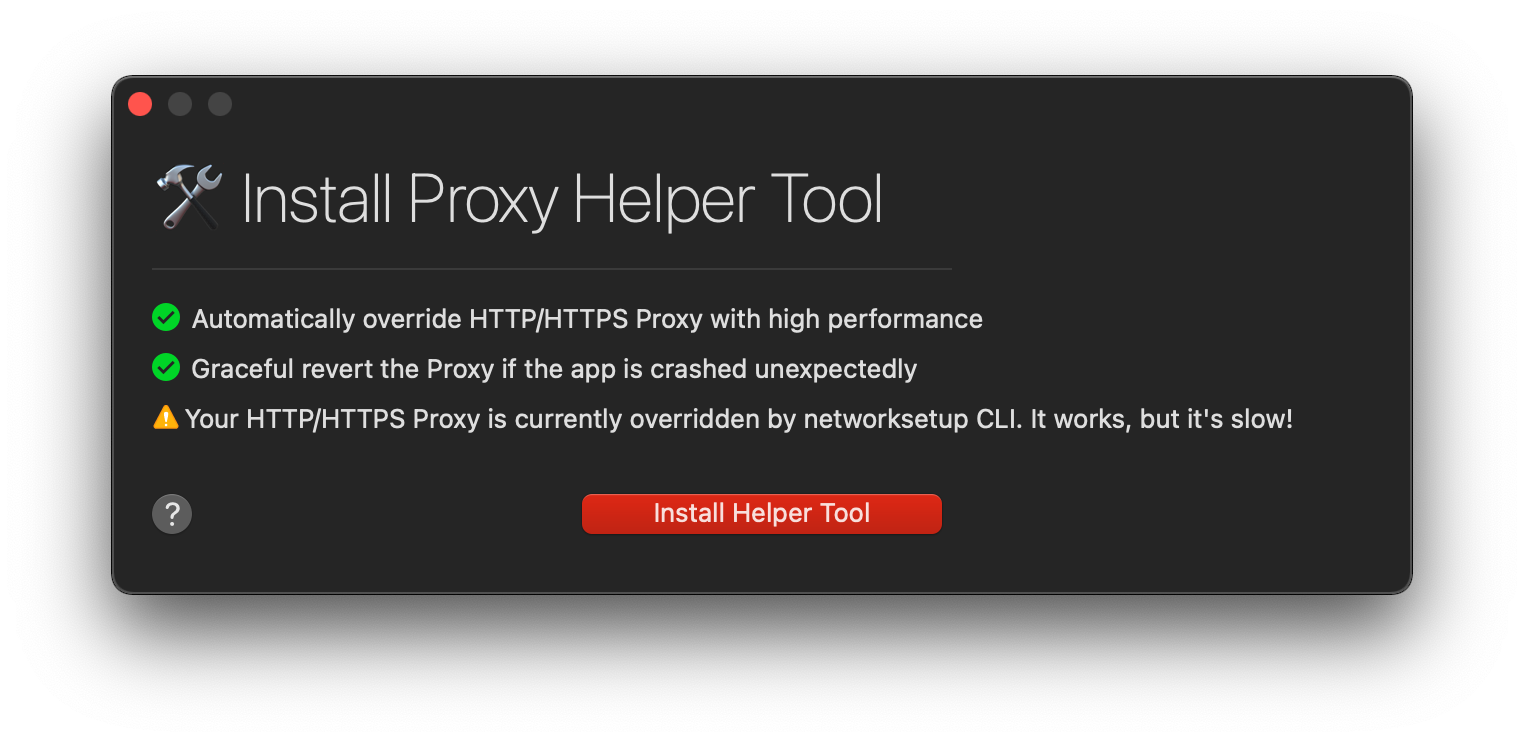 Install Proxy Helper Tool
Automatically override HTTP/HTTPS Proxy with high performance
Graceful revert the Proxy if the app is crashed unexpectedly
Your HTTP/HTTPS Proxy is currently overridden by networksetup CLI. It works, but it's slow!
?
Install Helper Tool